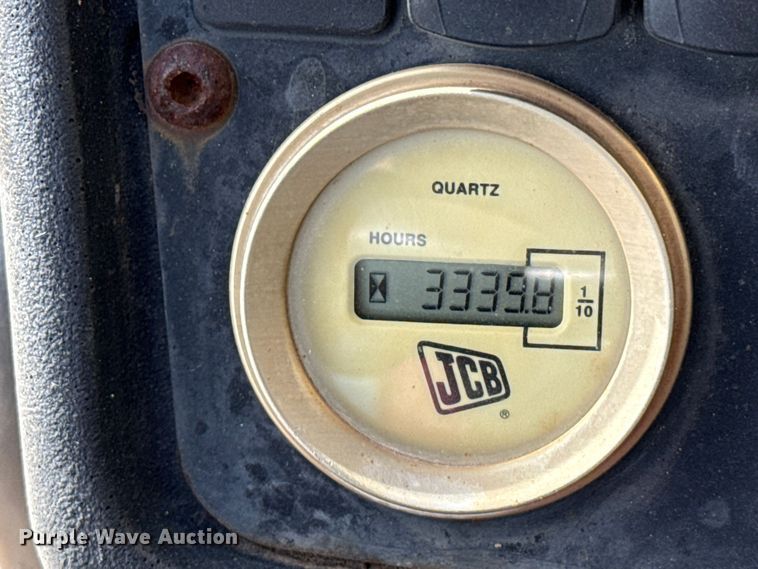 QUARTZ
HOURS
3339.8
1/10
JCB
®
Purple Wave Auction